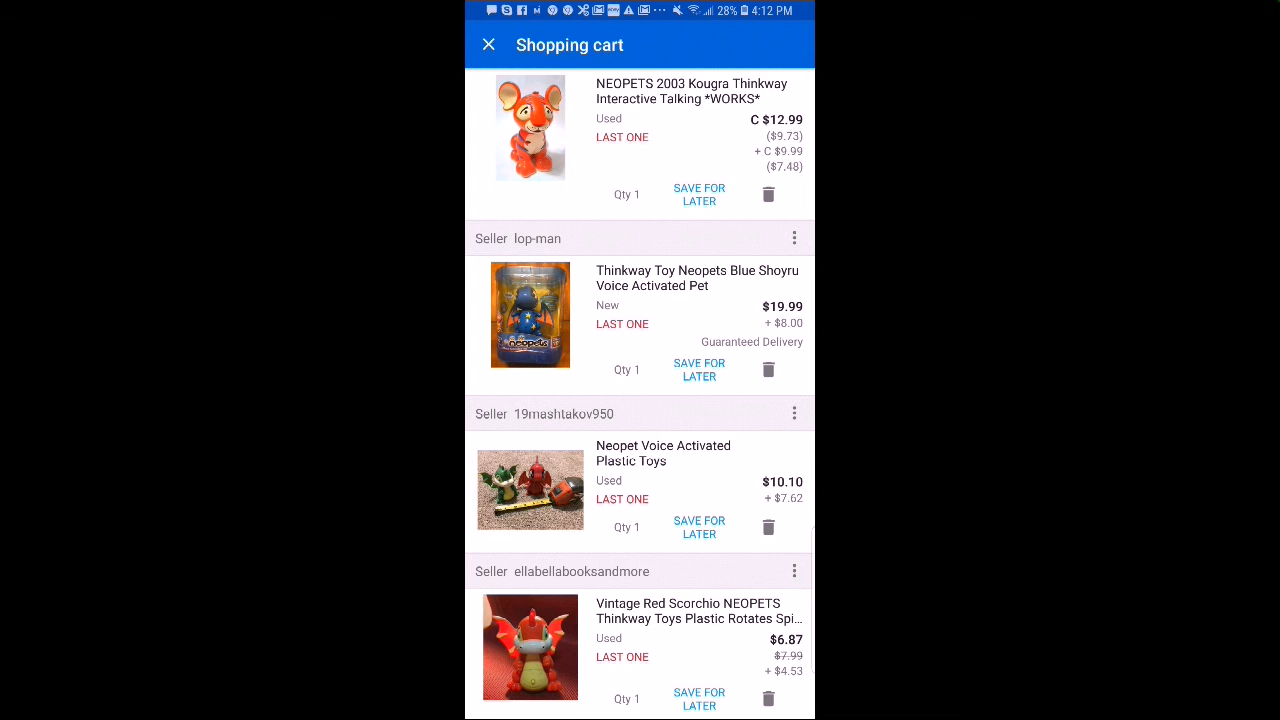 28% 4:12 PM
Shopping cart
NEOPETS 2003 Kougra Thinkway
Interactive Talking *WORKS*
Used
C $12.99
LAST ONE
($9.73)
+ C $9.99
($7.48)
Qty 1
SAVE FOR
LATER
Seller lop-man
Thinkway Toy Neopets Blue Shoyru
Voice Activated Pet
New
$19.99
LAST ONE
+ $8.00
Guaranteed Delivery
neopets
Qty 1
SAVE FOR
LATER
Seller 19mashtakov950
Neopet Voice Activated
Plastic Toys
Used
$10.10
LAST ONE
+ $7.62
Qty 1
SAVE FOR
LATER
Seller ellabellabooksandmore
Vintage Red Scorchio NEOPETS
Thinkway Toys Plastic Rotates Spi...
Used
$6.87
LAST ONE
$7.99
+ $4.53
Qty 1
SAVE FOR
LATER